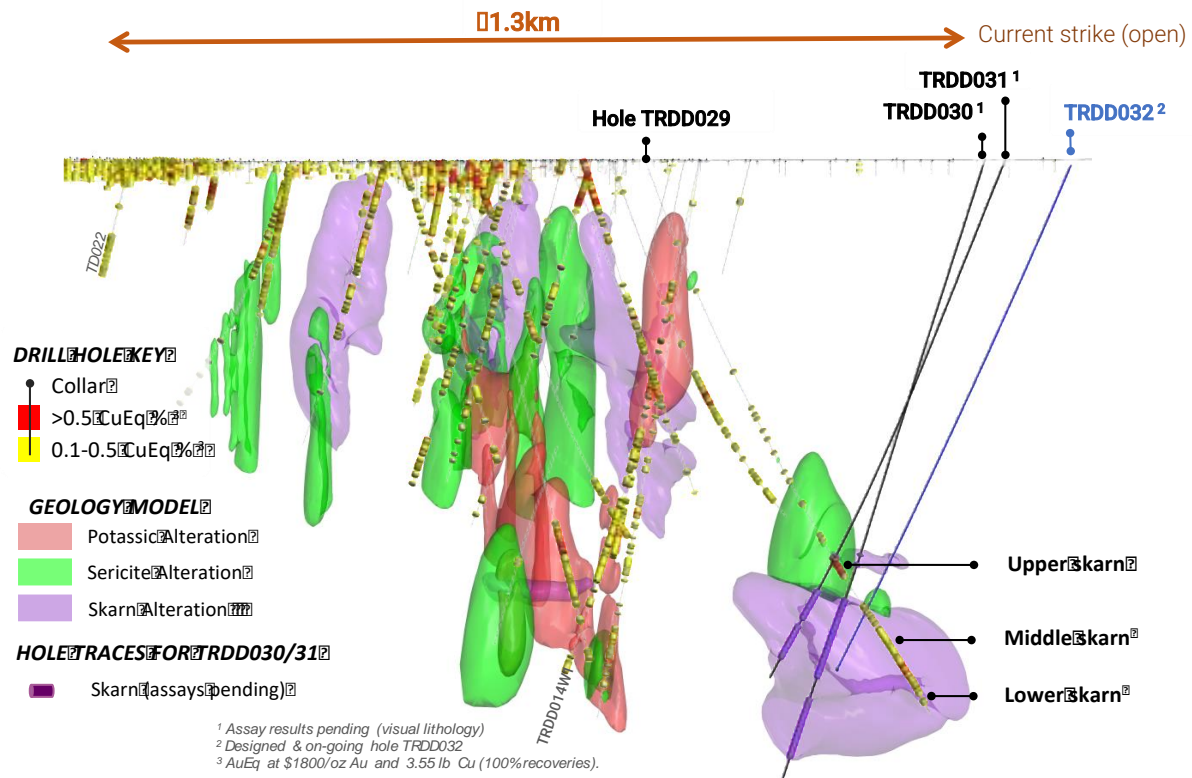 1.3km
Current strike (open)
TRDD031 1
TRDD030 1
TRDD032 2
Hole TRDD029
TD022
DRILL HOLE KEY
Collar
>0.5 CuEq % 3
0.1-0.5 CuEq % 3
GEOLOGY MODEL
Potassic Alteration
Sericite Alteration
Skarn Alteration
HOLE TRACES FOR TRDD030/31
Skarn (assays pending)
Upper skarn
Middle skarn
Lower skarn
TRDD014W1
1 Assay results pending (visual lithology)
2 Designed & on-going hole TRDD032
3 AuEq at $1800/oz Au and 3.55 lb Cu (100% recoveries).